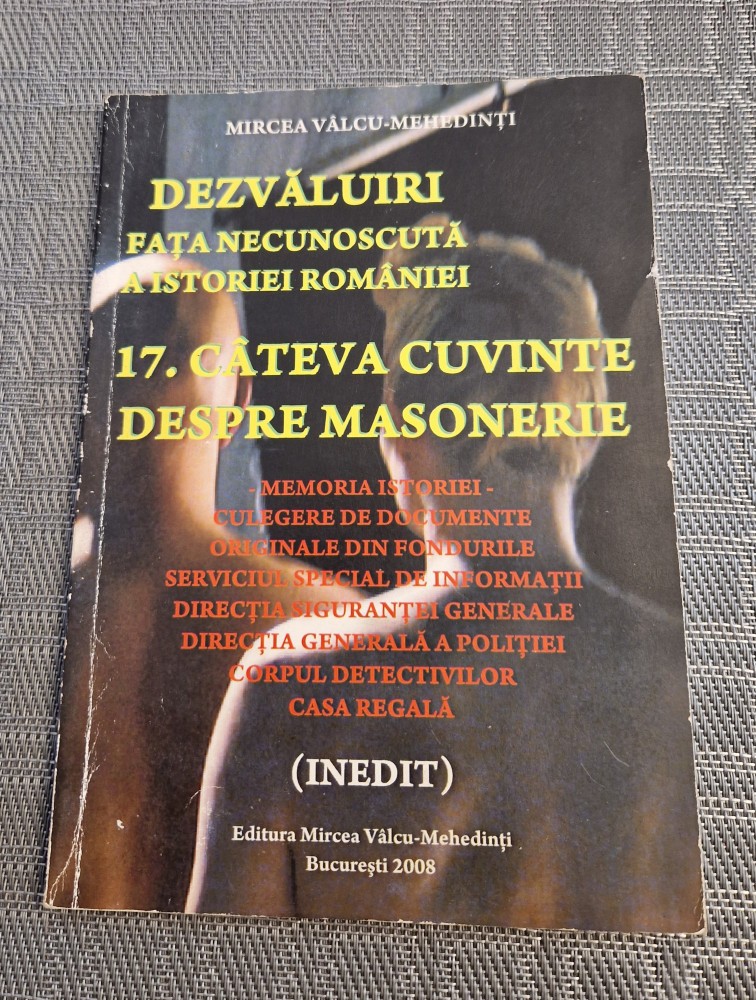 MIRCEA VÂLCU-MEHEDINȚI
DEZVĂLUIRI
FAȚA NECUNOSCUTĂ
A ISTORIEI ROMÂNIEI
17. CÂTEVA CUVINTE
DESPRE MASONERIE
- MEMORIA ISTORIEI -
CULEGERE DE DOCUMENTE
ORIGINALE DIN FONDURILE
SERVICIUL SPECIAL DE INFORMAȚII
DIRECȚIA SIGURANȚEI GENERALE
DIRECȚIA GENERALĂ A POLIȚIEI
CORPUL DETECTIVILOR
CASA REGALĂ
(INEDIT)
Editura Mircea Vâlcu-Mehedinți
București 2008